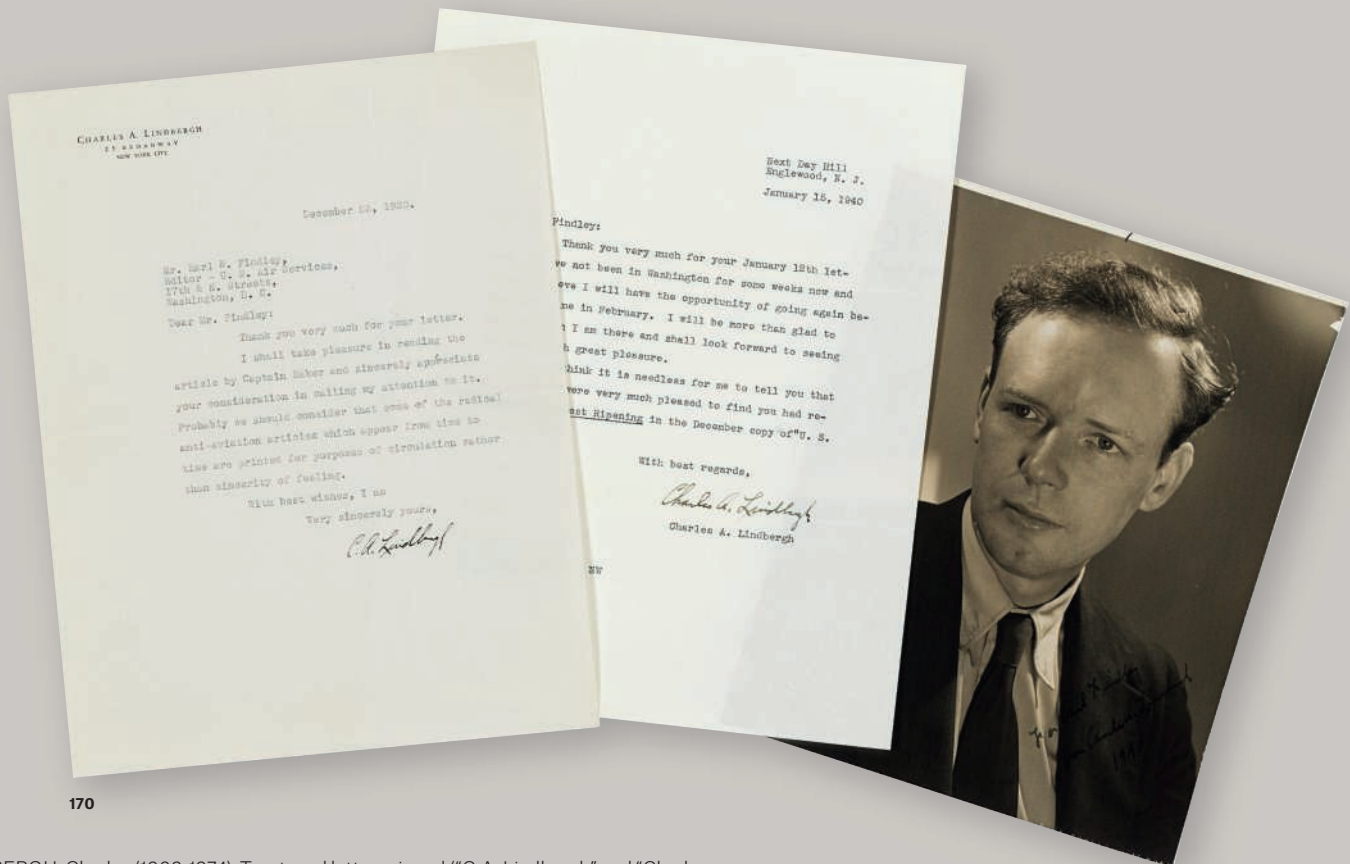 CHARLES A. LINDBERGH
25 BROADWAY
NEW YORK CITY
December
Mr. Earl N. Findley,
Editor - U. S. Air Services,
17th & E. Streets,
Washington, D. C.
Dear Mr. Findley:
Thank you very much for your letter.
I shall take pleasure in reading the
article by Captain and sincerely appreciate
your consideration in calling my attention to it.
Probably we should consider that some of the radical
anti-aviation articles which appear from time to
time are printed for purposes of circulation rather
than sincerity of feeling.
With best wishes, I am
Very sincerely yours,
C.A. Lindbergh
Next Day Hill
Englewood, N. J.
January 15, 1940
Findley:
Thank you very much for your January 12th let-
ve not been in Washington for some weeks now and
eve I will have the opportunity of going again be-
me in February. I will be more than glad to
I am there and shall look forward to seeing
h great pleasure.
hink it is needless for me to tell you that
were very much pleased to find you had re-
est Ripening in the December copy of "U. S.
With best regards,
Charles A. Lindbergh
Charles A. Lindbergh
NW
170